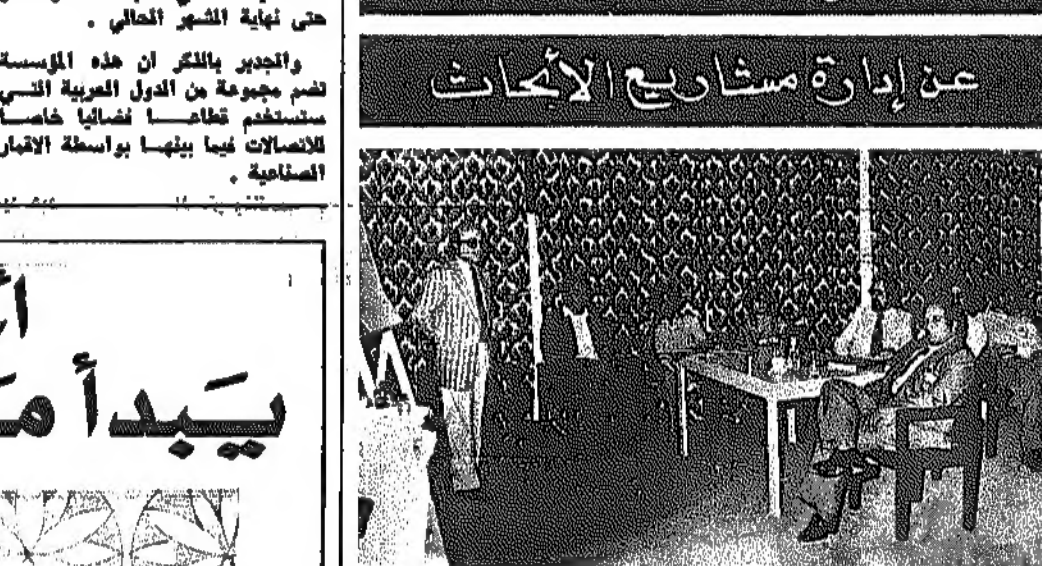 عن إدارة مشاريع الأبحاث
حتى نهاية الشهر الحالي .
والجدير بالذكر ان هذه المؤسسة
تضم مجموعة من الدول العربية التي
ستستخدم قطاعا فضائيا خاصا
للاتصالات فيما بينها بواسطة الاقمار
الصناعية .
يَبدأ